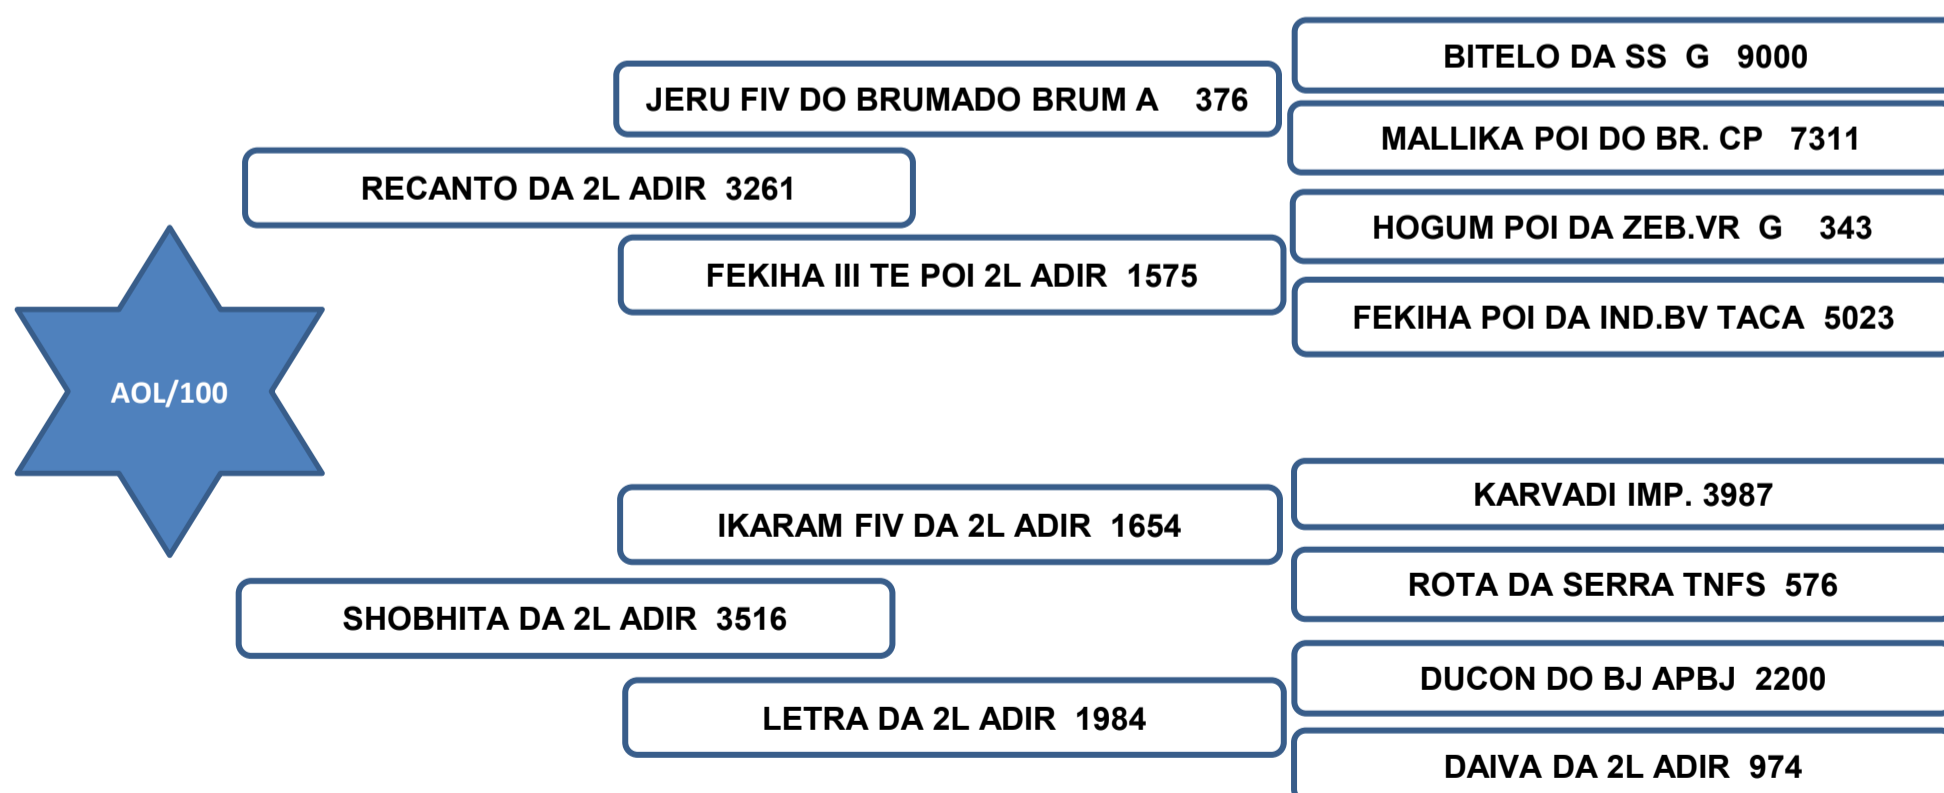 BITELO DA SS G 9000
JERU FIV DO BRUMADO BRUM A 376
MALLIKA POI DO BR. CP 7311
RECANTO DA 2L ADIR 3261
HOGUM POI DA ZEB.VR G 343
FEKIHA III TE POI 2L ADIR 1575
FEKIHA POI DA IND.BV TACA 5023
AOL/100
KARVADI IMP. 3987
IKARAM FIV DA 2L ADIR 1654
ROTA DA SERRA TNFS 576
SHOBHITA DA 2L ADIR 3516
DUCON DO BJ APBJ 2200
LETRA DA 2L ADIR 1984
DAIVA DA 2L ADIR 974